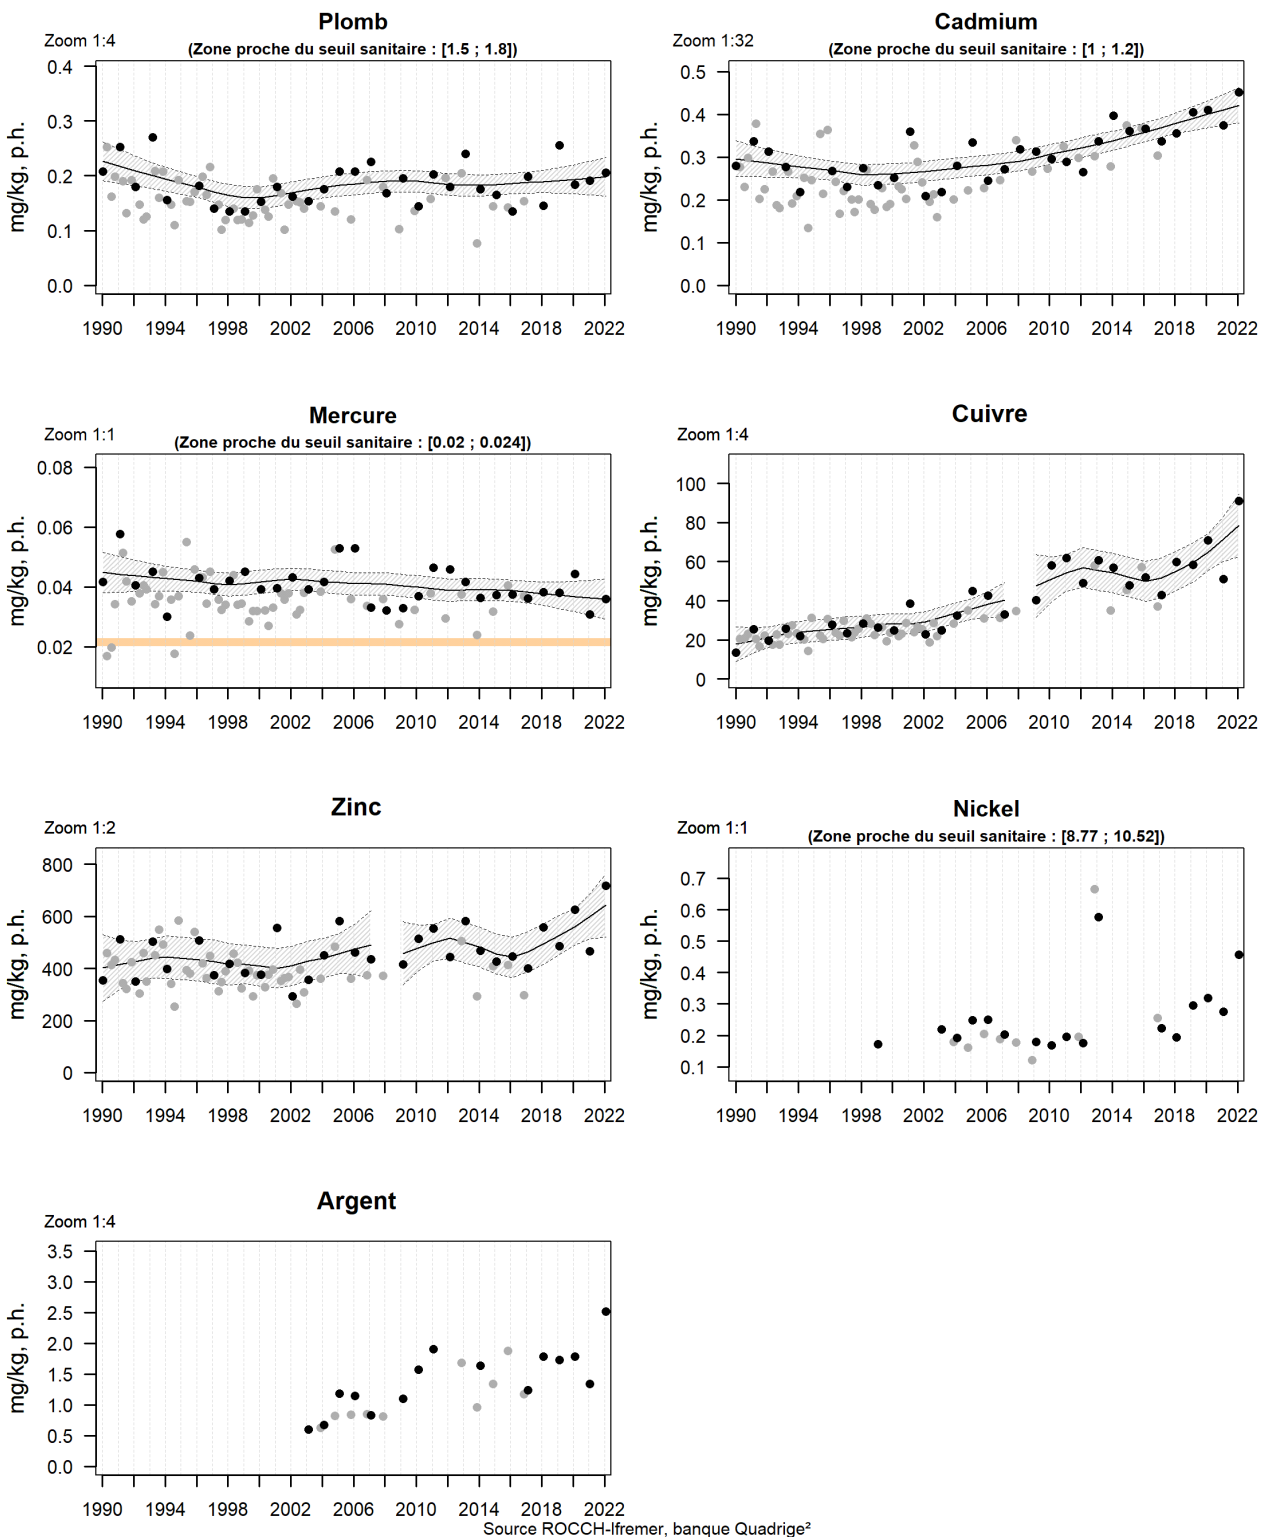 Plomb
Zoom 1:4
(Zone proche du seuil sanitaire : [1.5 ; 1.8])
mg/kg, p.h.
0.4
0.3
0.2
0.1
0.0
1990 1994 1998 2002 2006 2010 2014 2018 2022
Cadmium
Zoom 1:32
(Zone proche du seuil sanitaire : [1 ; 1.2])
mg/kg, p.h.
0.5
0.4
0.3
0.2
0.1
0.0
1990 1994 1998 2002 2006 2010 2014 2018 2022
Mercure
Zoom 1:1
(Zone proche du seuil sanitaire : [0.02 ; 0.024])
mg/kg, p.h.
0.08
0.06
0.04
0.02
1990 1994 1998 2002 2006 2010 2014 2018 2022
Cuivre
Zoom 1:4
mg/kg, p.h.
100
80
60
40
20
0
1990 1994 1998 2002 2006 2010 2014 2018 2022
Zinc
Zoom 1:2
mg/kg, p.h.
800
600
400
200
0
1990 1994 1998 2002 2006 2010 2014 2018 2022
Nickel
Zoom 1:1
(Zone proche du seuil sanitaire : [8.77 ; 10.52])
mg/kg, p.h.
0.7
0.6
0.5
0.4
0.3
0.2
0.1
1990 1994 1998 2002 2006 2010 2014 2018 2022
Argent
Zoom 1:4
mg/kg, p.h.
3.5
3.0
2.5
2.0
1.5
1.0
0.5
0.0
1990 1994 1998 2002 2006 2010 2014 2018 2022
Source ROCCH-Ifremer, banque Quadrige²